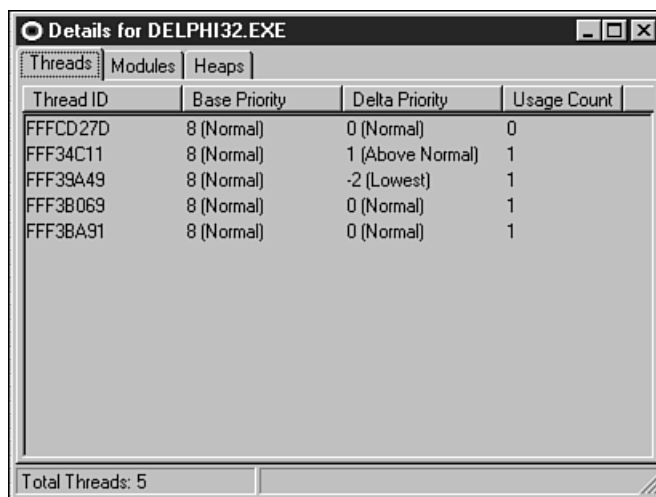 Details for DELPHI32.EXE
Threads Modules Heaps
Thread ID Base Priority Delta Priority Usage Count
FFFCD27D 8 (Normal) 0 (Normal) 0
FFF34C11 8 (Normal) 1 (Above Normal) 1
FFF39A49 8 (Normal) -2 (Lowest) 1
FFF3B069 8 (Normal) 0 (Normal) 1
FFF3BA91 8 (Normal) 0 (Normal) 1
Total Threads: 5